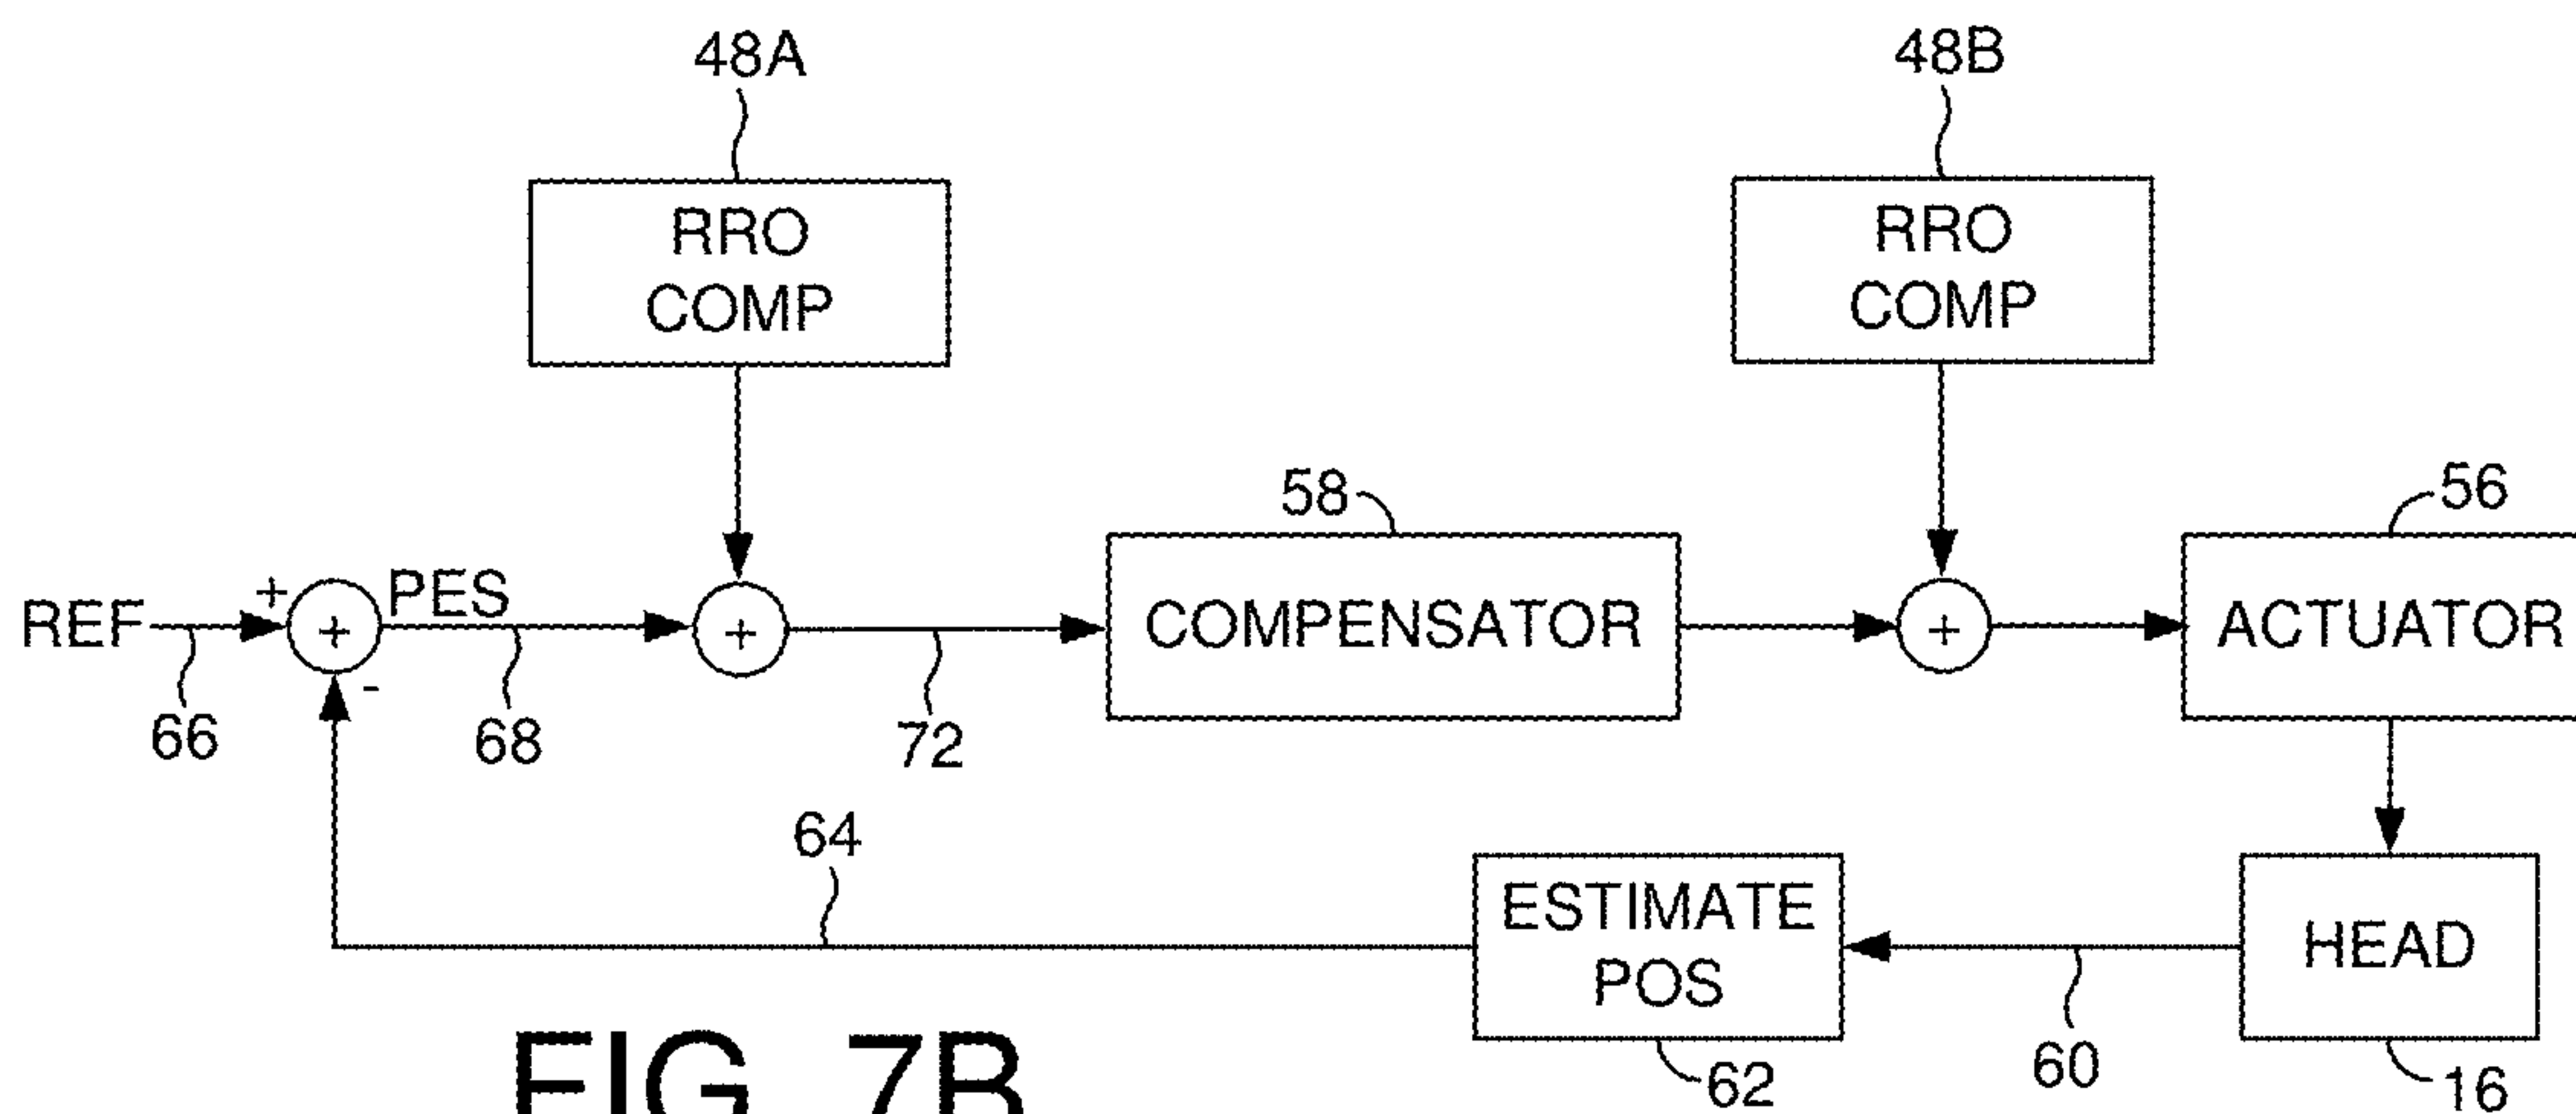 48A
48B
RRO
COMP
RRO
COMP
58
56
REF
+
+
-
PES
+
COMPENSATOR
+
ACTUATOR
66
68
72
64
ESTIMATE
POS
HEAD
62
60
16
FIG. 7B